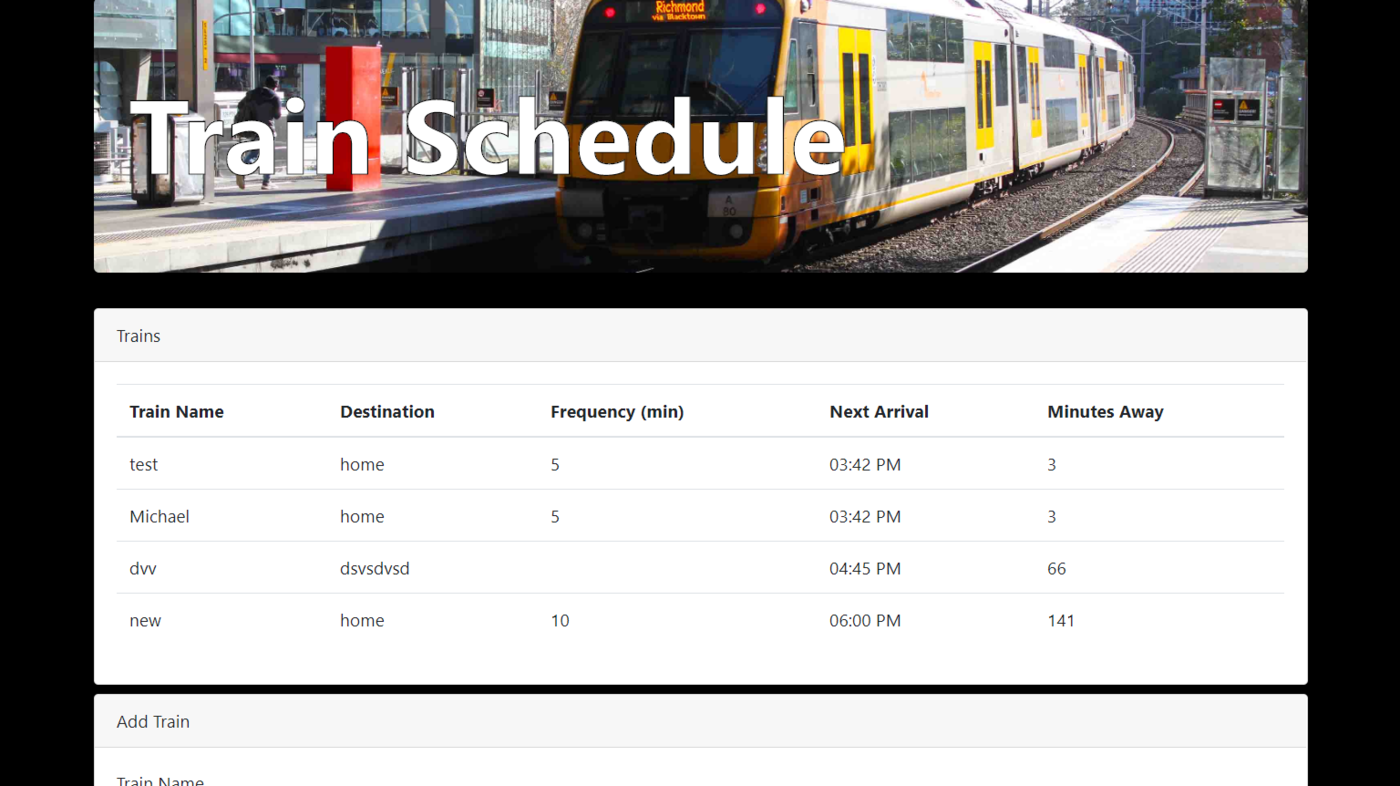 Richmond
via Blacktown
Train Schedule
A
80
Trains
Train Name Destination Frequency (min) Next Arrival Minutes Away
test home 5 03:42 PM 3
Michael home 5 03:42 PM 3
dvv dsvsdvsd 04:45 PM 66
new home 10 06:00 PM 141
Add Train
Train Name